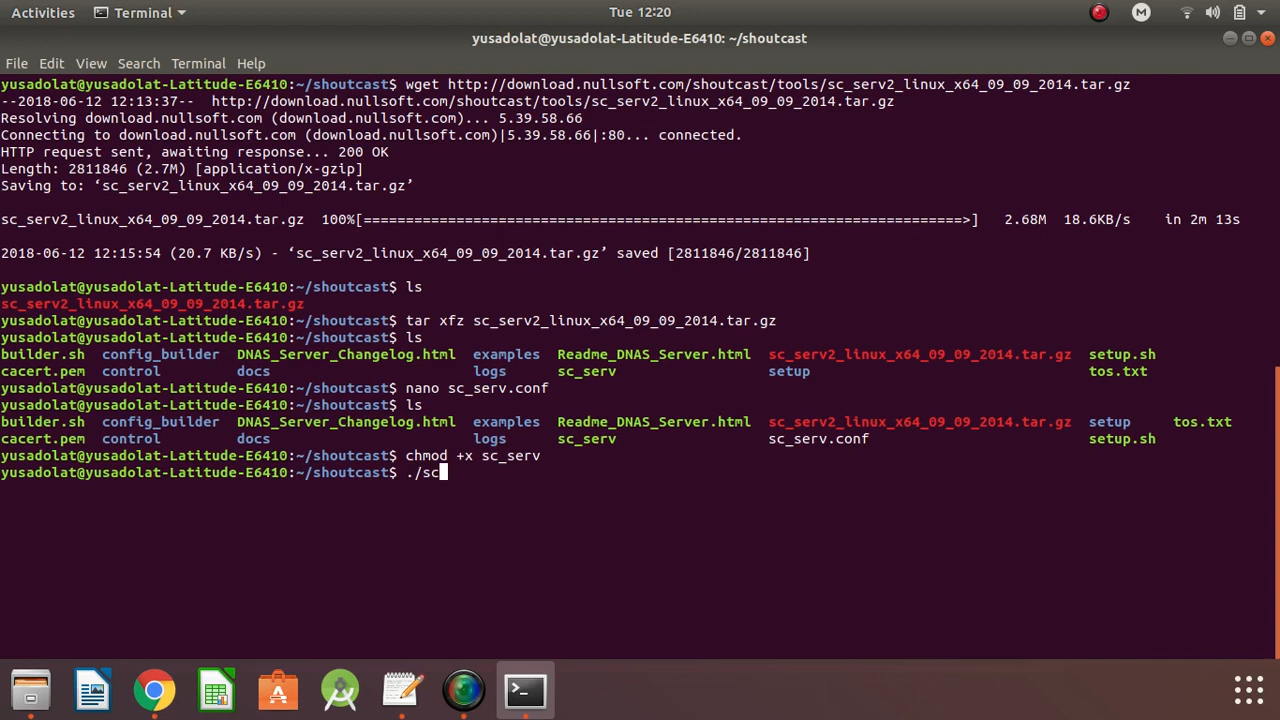 Activities Terminal Tue 12:20 M
yusadolat@yusadolat-Latitude-E6410: ~/shoutcast
File Edit View Search Terminal Help
yusadolat@yusadolat-Latitude-E6410:~/shoutcast$ wget http://download.nullsoft.com/shoutcast/tools/sc_serv2_linux_x64_09_09_2014.tar.gz
--2018-06-12 12:13:37--  http://download.nullsoft.com/shoutcast/tools/sc_serv2_linux_x64_09_09_2014.tar.gz
Resolving download.nullsoft.com (download.nullsoft.com)... 5.39.58.66
Connecting to download.nullsoft.com (download.nullsoft.com)|5.39.58.66|:80... connected.
HTTP request sent, awaiting response... 200 OK
Length: 2811846 (2.7M) [application/x-gzip]
Saving to: ‘sc_serv2_linux_x64_09_09_2014.tar.gz’
sc_serv2_linux_x64_09_09_2014.tar.gz  100%[=======================================================================>]   2.68M  18.6KB/s    in 2m 13s
2018-06-12 12:15:54 (20.7 KB/s) - ‘sc_serv2_linux_x64_09_09_2014.tar.gz’ saved [2811846/2811846]
yusadolat@yusadolat-Latitude-E6410:~/shoutcast$ ls
sc_serv2_linux_x64_09_09_2014.tar.gz
yusadolat@yusadolat-Latitude-E6410:~/shoutcast$ tar xfz sc_serv2_linux_x64_09_09_2014.tar.gz
yusadolat@yusadolat-Latitude-E6410:~/shoutcast$ ls
builder.sh  config_builder  DNAS_Server_Changelog.html  examples  Readme_DNAS_Server.html  sc_serv2_linux_x64_09_09_2014.tar.gz  setup.sh
cacert.pem  control         docs                        logs      sc_serv                  setup                                 tos.txt
yusadolat@yusadolat-Latitude-E6410:~/shoutcast$ nano sc_serv.conf
yusadolat@yusadolat-Latitude-E6410:~/shoutcast$ ls
builder.sh  config_builder  DNAS_Server_Changelog.html  examples  Readme_DNAS_Server.html  sc_serv2_linux_x64_09_09_2014.tar.gz  setup     tos.txt
cacert.pem  control         docs                        logs      sc_serv                  sc_serv.conf                          setup.sh
yusadolat@yusadolat-Latitude-E6410:~/shoutcast$ chmod +x sc_serv
yusadolat@yusadolat-Latitude-E6410:~/shoutcast$ ./sc